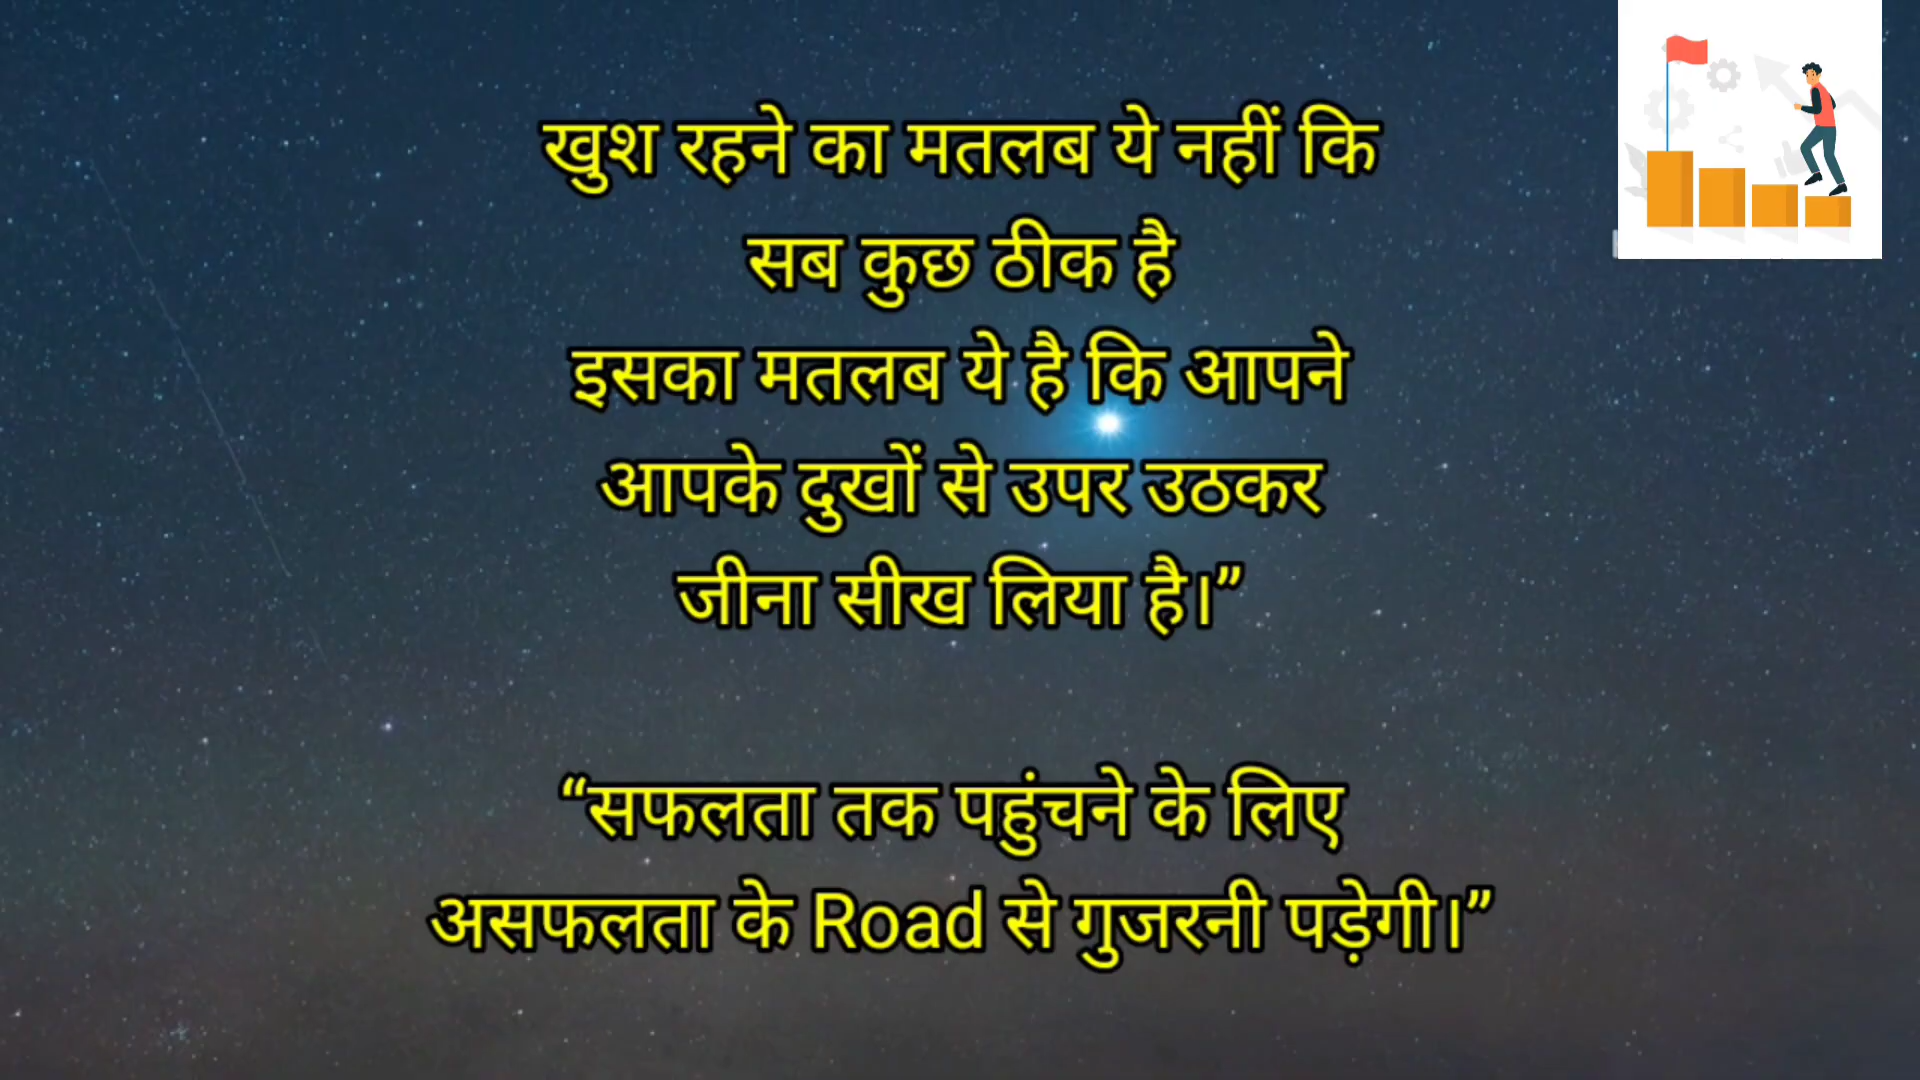 खुश रहने का मतलब ये नहीं कि
सब कुछ ठीक है
इसका मतलब ये है कि आपने
आपके दुखों से उपर उठकर
जीना सीख लिया है।”
“सफलता तक पहुंचने के लिए
असफलता के Road से गुजरनी पड़ेगी।”